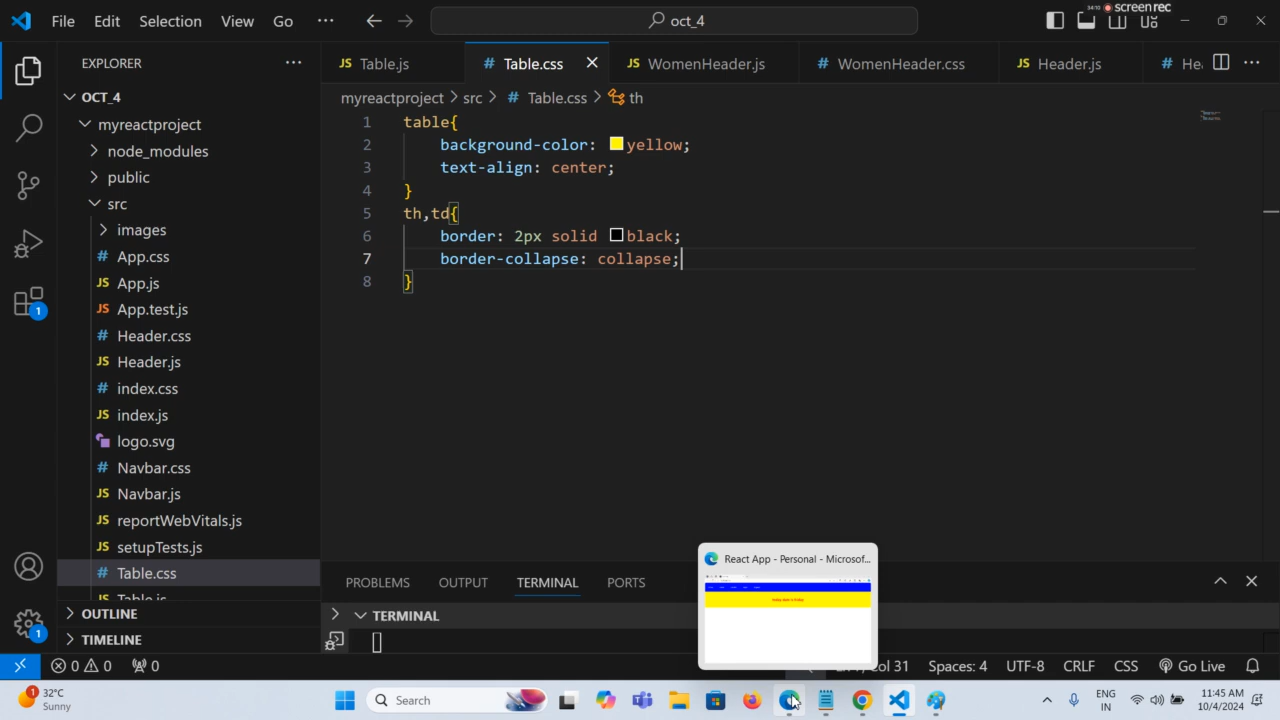 File Edit Selection View Go ··· oct_4 34:10 screenrec
EXPLORER ···
Table.js Table.css WomenHeader.js WomenHeader.css Header.js He
OCT_4
myreactproject > src > Table.css > th
myreactproject
node_modules
public
src
images
App.css
App.js
App.test.js
Header.css
Header.js
index.css
index.js
logo.svg
Navbar.css
Navbar.js
reportWebVitals.js
setupTests.js
Table.css
OUTLINE
TIMELINE
1 table{
2 background-color: yellow;
3 text-align: center;
4 }
5 th,td{
6 border: 2px solid black;
7 border-collapse: collapse;
8 }
PROBLEMS OUTPUT TERMINAL PORTS
TERMINAL
React App - Personal - Microsof...
1
1
0 0 0 Col 31 Spaces: 4 UTF-8 CRLF CSS Go Live
1 32°C
Sunny
Search
ENG
IN
11:45 AM
10/4/2024